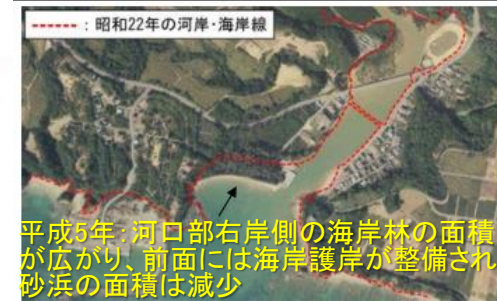 ------：昭和22年の河岸・海岸線
平成5年：河口部右岸側の海岸林の面積
が広がり、前面には海岸護岸が整備され
砂浜の面積は減少